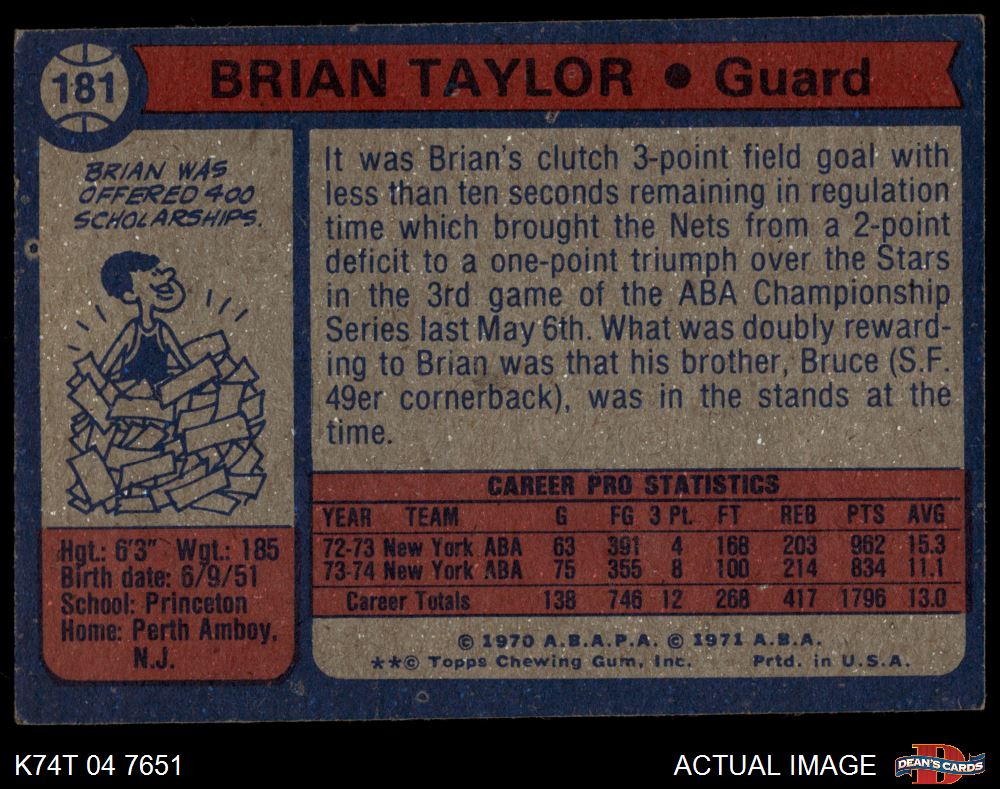 181
BRIAN TAYLOR ● Guard
BRIAN WAS
OFFERED 400
SCHOLARSHIPS.
Hgt.: 6'3" Wgt.: 185
Birth date: 6/9/51
School: Princeton
Home: Perth Amboy,
N.J.
It was Brian's clutch 3-point field goal with
less than ten seconds remaining in regulation
time which brought the Nets from a 2-point
deficit to a one-point triumph over the Stars
in the 3rd game of the ABA Championship
Series last May 6th. What was doubly reward-
ing to Brian was that his brother, Bruce (S.F.
49er cornerback), was in the stands at the
time.
CAREER PRO STATISTICS
YEAR TEAM G FG 3 Pt. FT REB PTS AVG
72-73 New York ABA 63 391 4 168 203 962 15.3
73-74 New York ABA 75 355 8 100 214 834 11.1
Career Totals 138 746 12 268 417 1796 13.0
© 1970 A.B.A.P.A. © 1971 A.B.A.
**© Topps Chewing Gum, Inc. Prtd. in U.S.A.
K74T 04 7651
ACTUAL IMAGE
D
DEAN'S CARDS